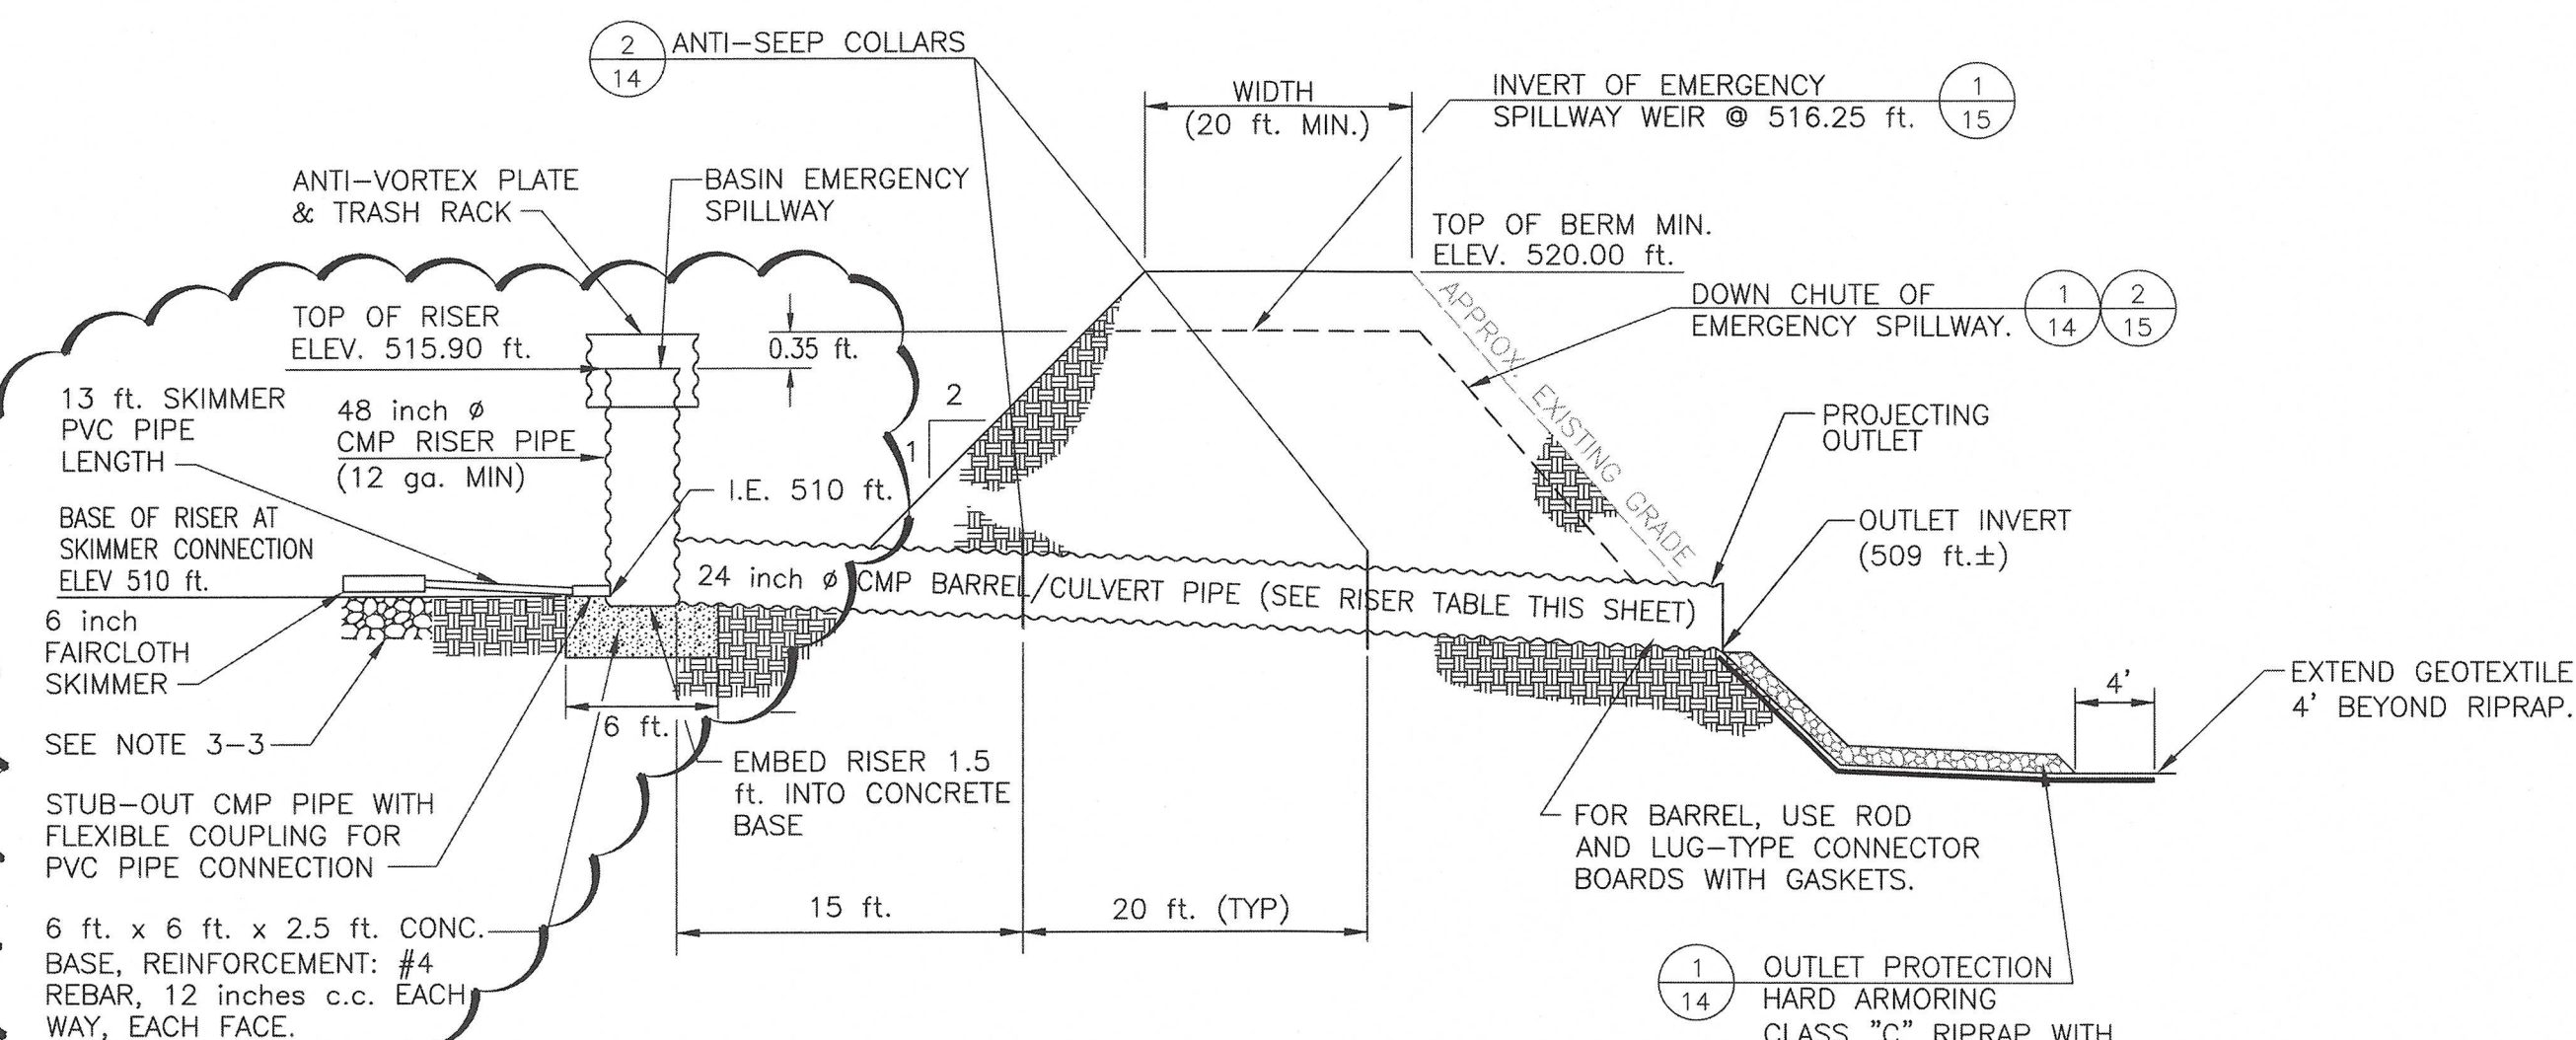 2
14
ANTI-SEEP COLLARS
WIDTH
(20 ft. MIN.)
INVERT OF EMERGENCY
SPILLWAY WEIR @ 516.25 ft.
1
15
ANTI-VORTEX PLATE
& TRASH RACK
BASIN EMERGENCY
SPILLWAY
TOP OF BERM MIN.
ELEV. 520.00 ft.
DOWN CHUTE OF
EMERGENCY SPILLWAY.
1
14
2
15
TOP OF RISER
ELEV. 515.90 ft.
0.35 ft.
APPROX. EXISTING GRADE
13 ft. SKIMMER
PVC PIPE
LENGTH
48 inch ø
CMP RISER PIPE
(12 ga. MIN)
2
1
PROJECTING
OUTLET
I.E. 510 ft.
BASE OF RISER AT
SKIMMER CONNECTION
ELEV 510 ft.
OUTLET INVERT
(509 ft.±)
24 inch ø CMP BARREL/CULVERT PIPE (SEE RISER TABLE THIS SHEET)
6 inch
FAIRCLOTH
SKIMMER
EXTEND GEOTEXTILE
4' BEYOND RIPRAP.
4'
6 ft.
SEE NOTE 3-3
EMBED RISER 1.5
ft. INTO CONCRETE
BASE
STUB-OUT CMP PIPE WITH
FLEXIBLE COUPLING FOR
PVC PIPE CONNECTION
FOR BARREL, USE ROD
AND LUG-TYPE CONNECTOR
BOARDS WITH GASKETS.
15 ft.
20 ft. (TYP)
6 ft. x 6 ft. x 2.5 ft. CONC.
BASE, REINFORCEMENT: #4
REBAR, 12 inches c.c. EACH
WAY, EACH FACE.
1
14
OUTLET PROTECTION
HARD ARMORING
CLASS "C" RIPRAP WITH